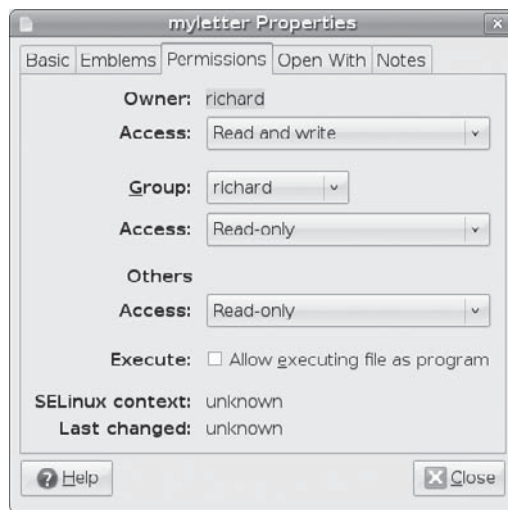 myletter Properties
Basic Emblems Permissions Open With Notes
Owner: richard
Access: Read and write
Group: richard
Access: Read-only
Others
Access: Read-only
Execute: Allow executing file as program
SELinux context: unknown
Last changed: unknown
Help Close